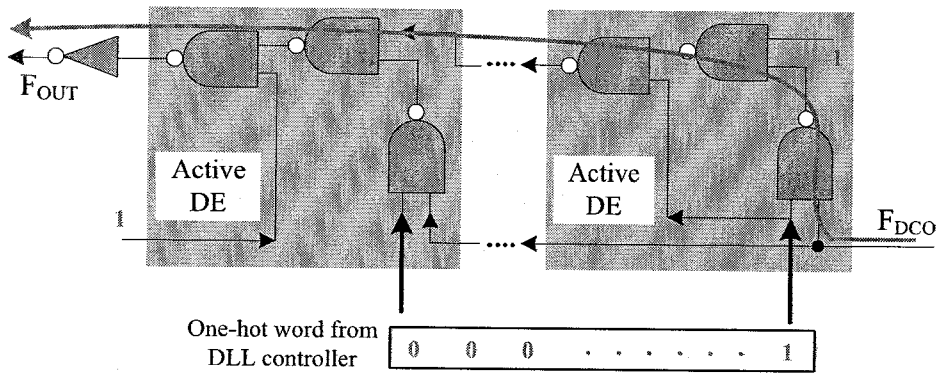 1
F_OUT
Active
DE
Active
DE
1
F_DCO
One-hot word from
DLL controller
0 0 0 . . . . . . . 1